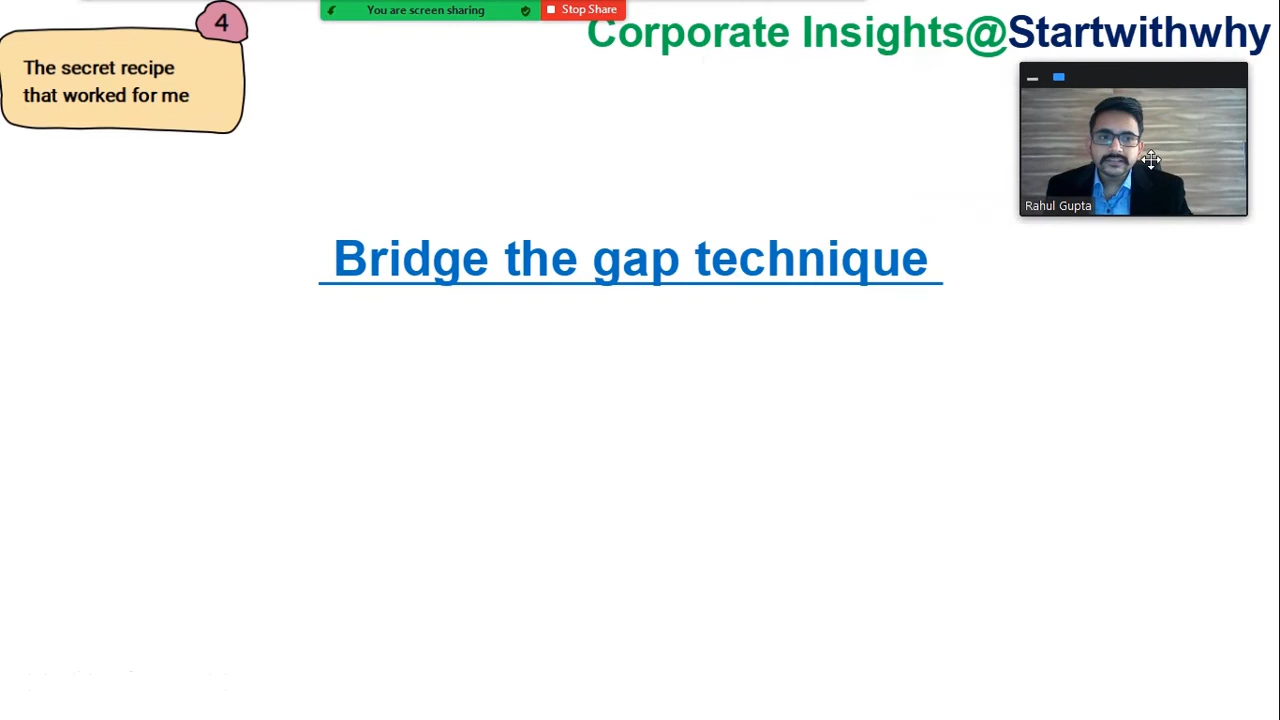 4
The secret recipe
that worked for me
You are screen sharing
Stop Share
Corporate Insights@Startwithwhy
Rahul Gupta
Bridge the gap technique